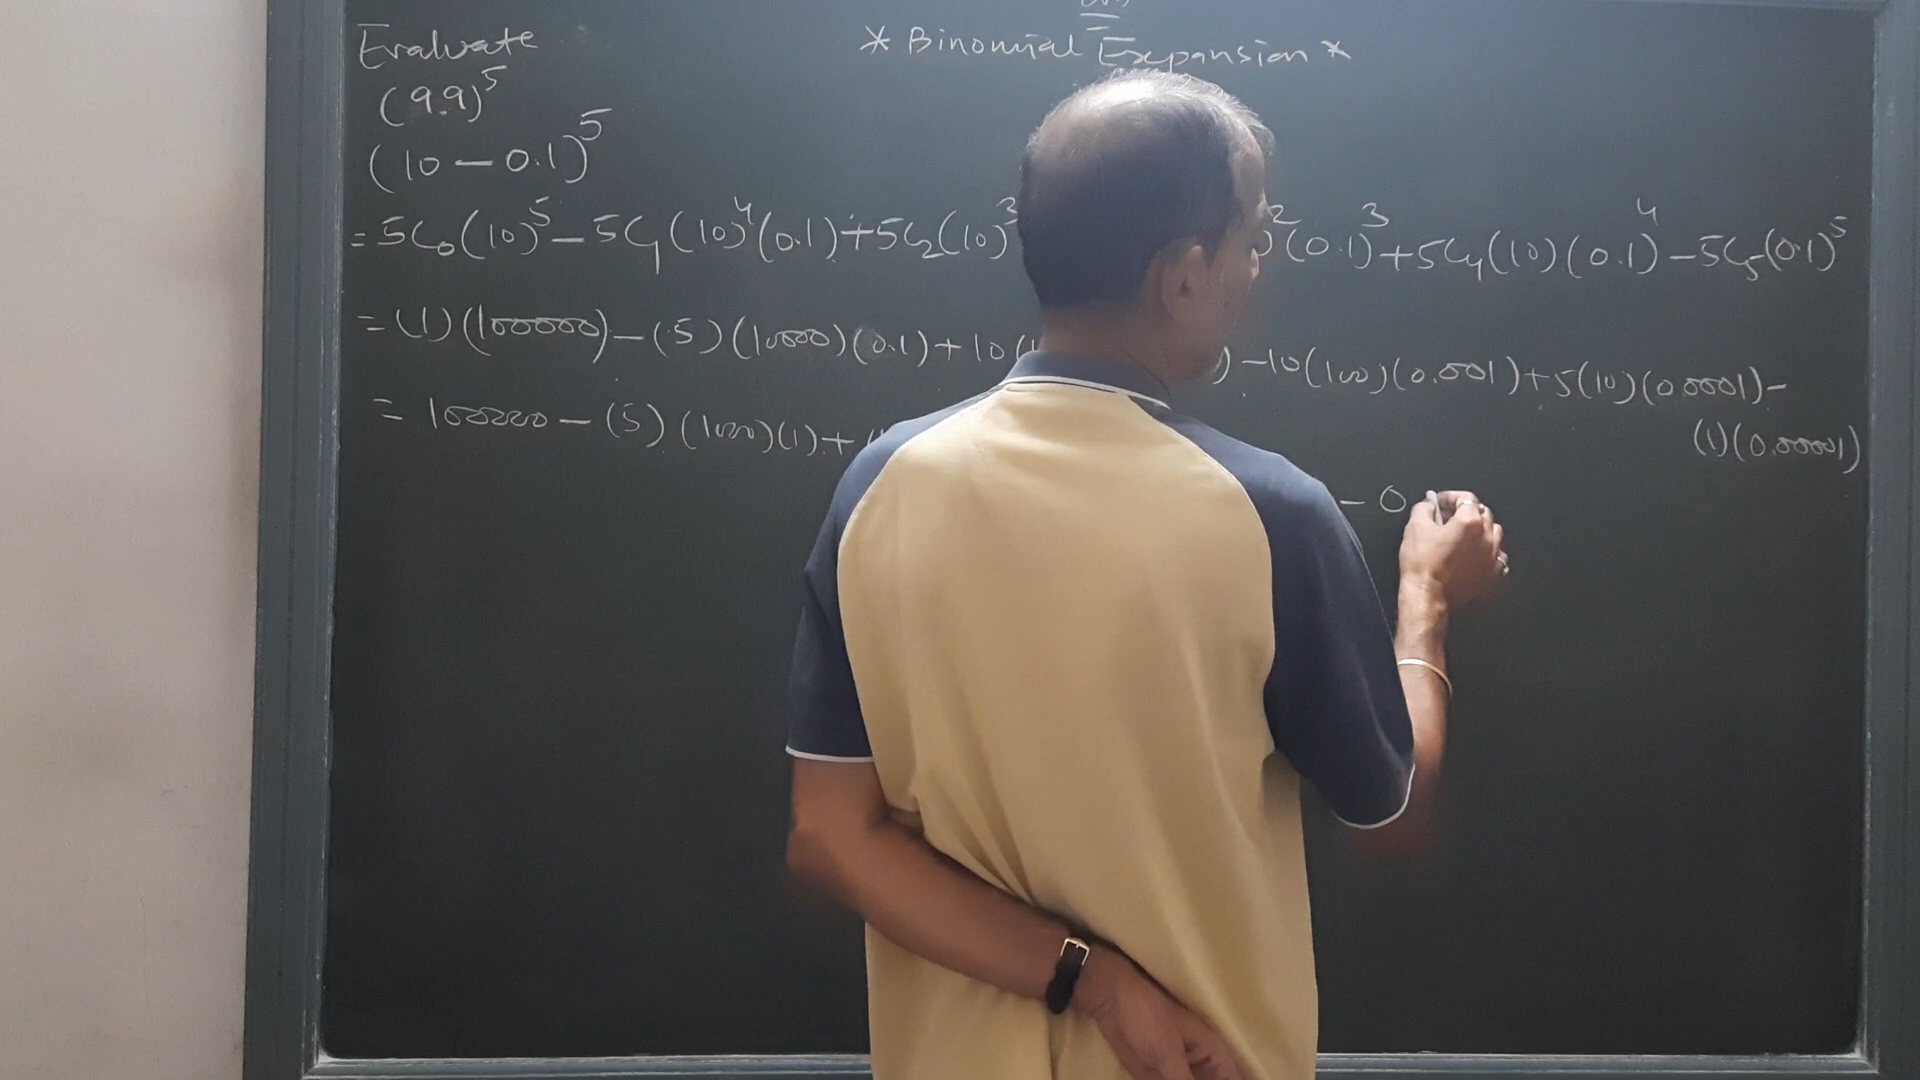 Evaluate
* Binomial Expansion *
(9.9)⁵
(10 – 0.1)⁵
= 5C₀(10)⁵ – 5C₁(10)⁴(0.1) + 5C₂(10)³ )²(0.1)³ + 5C₄(10)(0.1)⁴ – 5C₅(0.1)⁵
= (1)(100000) – (5)(10000)(0.1) + 10( ) – 10(100)(0.001) + 5(10)(0.0001) –
(1)(0.00001)
= 100000 – (5)(1000)(1) + ( – 0